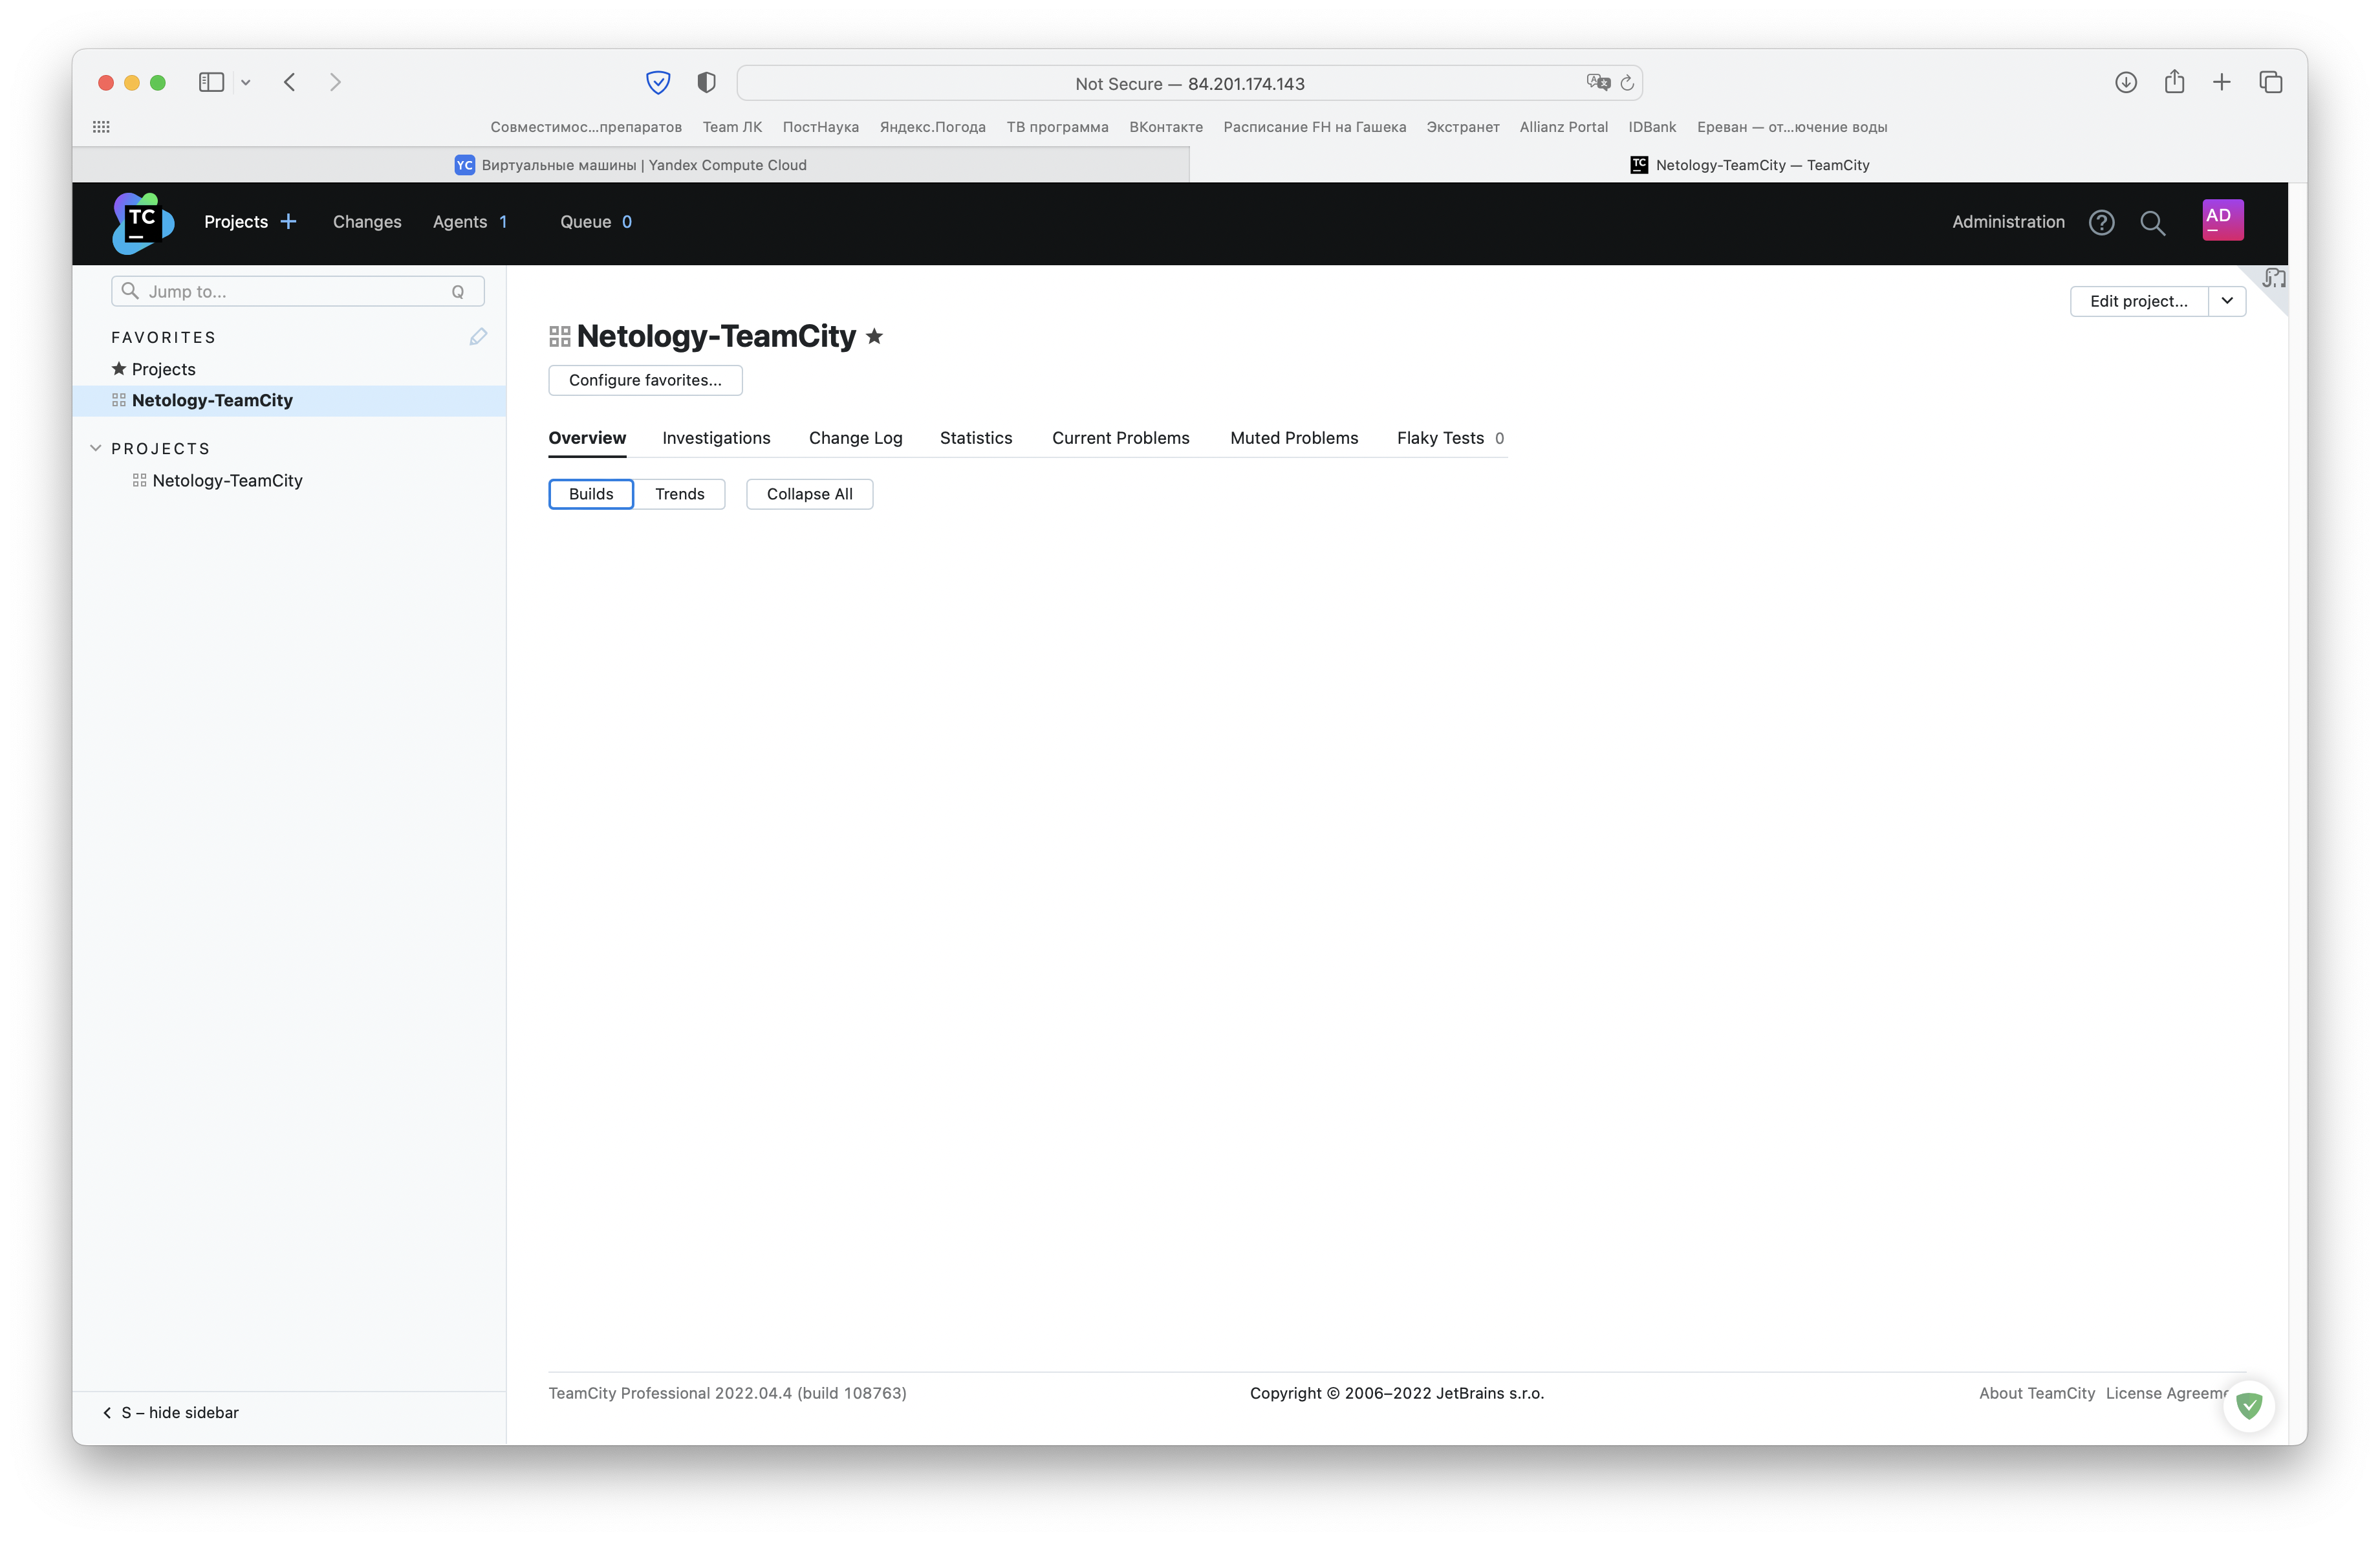 Not Secure — 84.201.174.143
Совместимос...препаратов Team ЛК ПостНаука Яндекс.Погода ТВ программа ВКонтакте Расписание FH на Гашека Экстранет Allianz Portal IDBank Ереван — от...ючение воды
YC Виртуальные машины | Yandex Compute Cloud
TC Netology-TeamCity — TeamCity
TC Projects Changes Agents 1 Queue 0 Administration AD
Jump to... Q
Edit project...
FAVORITES
Projects
Netology-TeamCity
PROJECTS
Netology-TeamCity
Netology-TeamCity
Configure favorites...
Overview Investigations Change Log Statistics Current Problems Muted Problems Flaky Tests 0
Builds Trends Collapse All
TeamCity Professional 2022.04.4 (build 108763) Copyright © 2006–2022 JetBrains s.r.o. About TeamCity License
S – hide sidebar